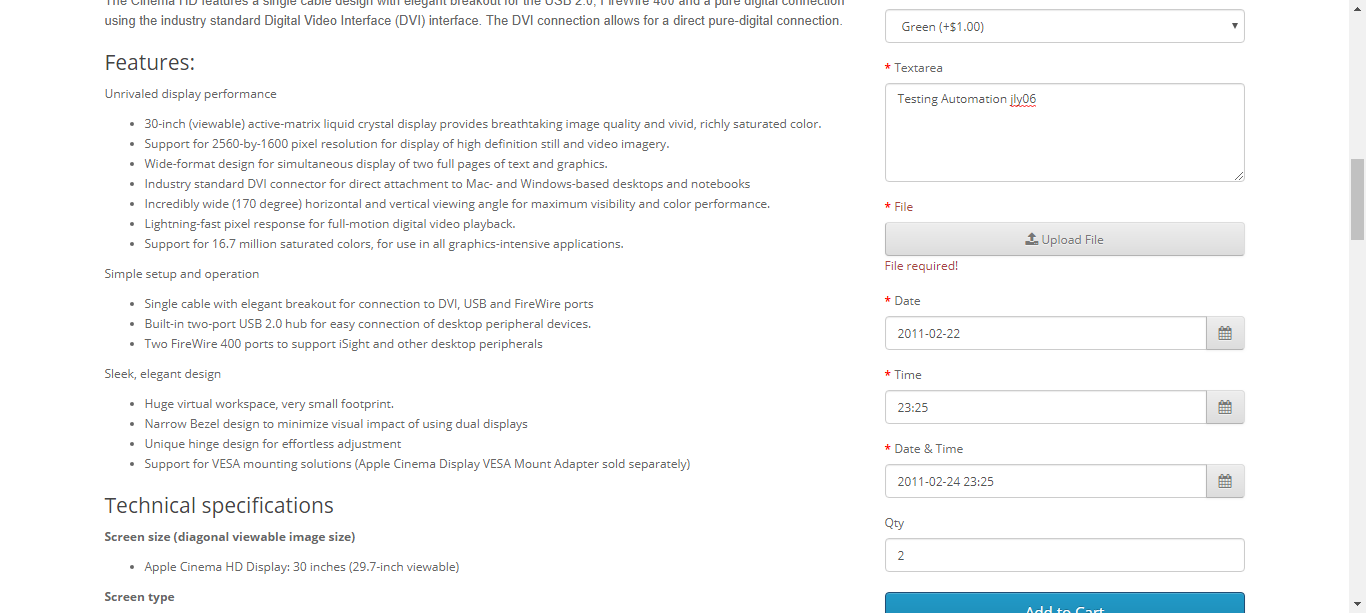 The Cinema HD features a single cable design with elegant breakout for the USB 2.0, FireWire 400 and a pure digital connection
using the industry standard Digital Video Interface (DVI) interface. The DVI connection allows for a direct pure-digital connection.
Features:
Unrivaled display performance
30-inch (viewable) active-matrix liquid crystal display provides breathtaking image quality and vivid, richly saturated color.
Support for 2560-by-1600 pixel resolution for display of high definition still and video imagery.
Wide-format design for simultaneous display of two full pages of text and graphics.
Industry standard DVI connector for direct attachment to Mac- and Windows-based desktops and notebooks
Incredibly wide (170 degree) horizontal and vertical viewing angle for maximum visibility and color performance.
Lightning-fast pixel response for full-motion digital video playback.
Support for 16.7 million saturated colors, for use in all graphics-intensive applications.
Simple setup and operation
Single cable with elegant breakout for connection to DVI, USB and FireWire ports
Built-in two-port USB 2.0 hub for easy connection of desktop peripheral devices.
Two FireWire 400 ports to support iSight and other desktop peripherals
Sleek, elegant design
Huge virtual workspace, very small footprint.
Narrow Bezel design to minimize visual impact of using dual displays
Unique hinge design for effortless adjustment
Support for VESA mounting solutions (Apple Cinema Display VESA Mount Adapter sold separately)
Technical specifications
Screen size (diagonal viewable image size)
Apple Cinema HD Display: 30 inches (29.7-inch viewable)
Screen type
Green (+$1.00)
* Textarea
Testing Automation jly06
* File
Upload File
File required!
* Date
2011-02-22
* Time
23:25
* Date & Time
2011-02-24 23:25
Qty
2
Add to Cart